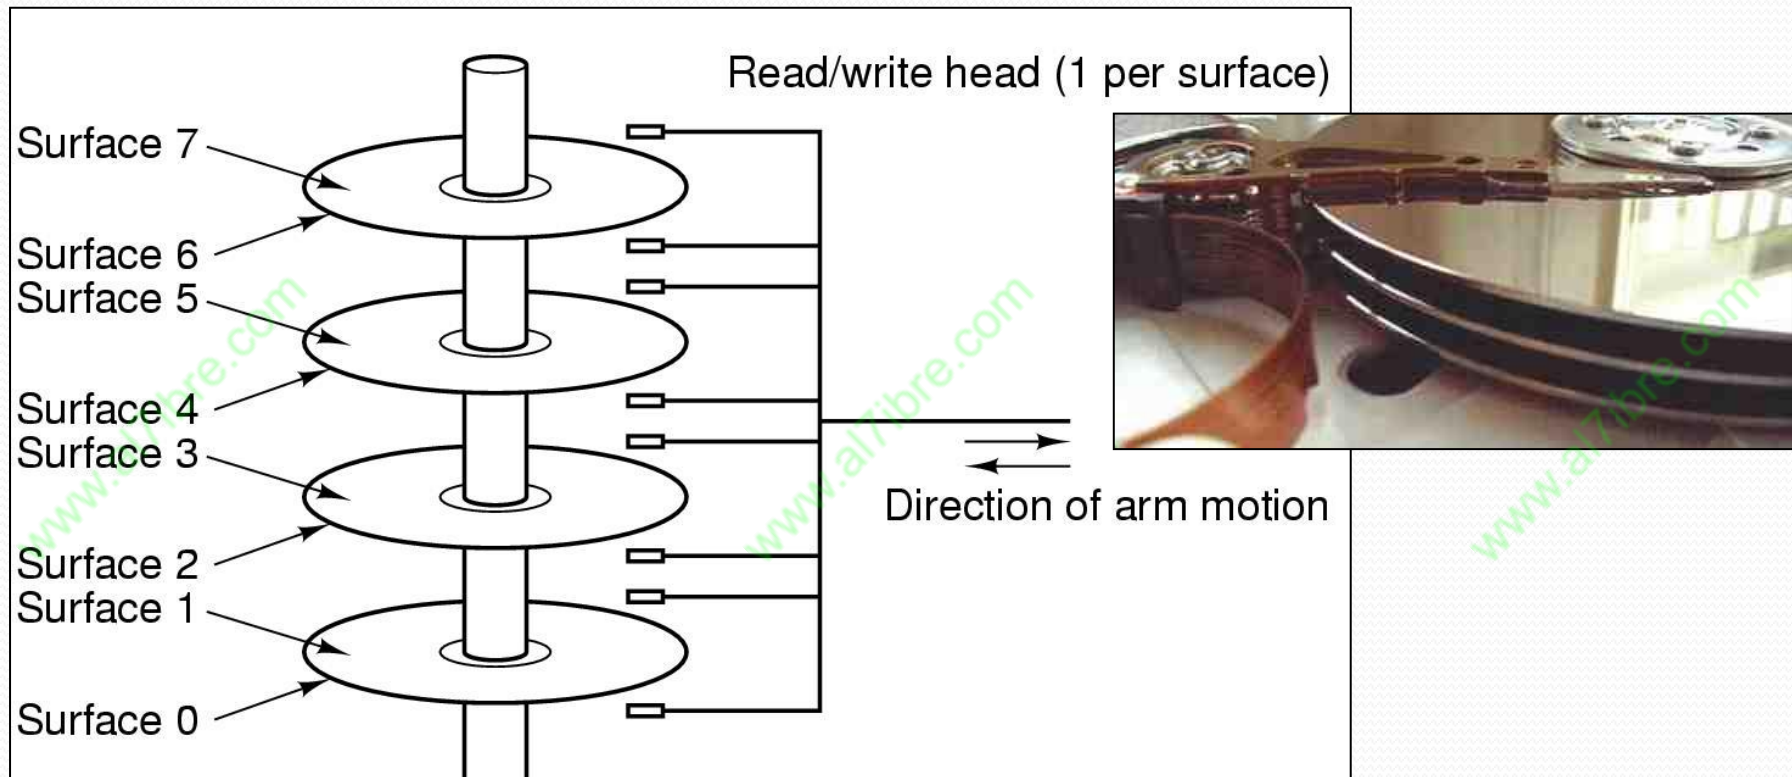 Read/write head (1 per surface)
Surface 7
Surface 6
Surface 5
Surface 4
Surface 3
Surface 2
Surface 1
Surface 0
Direction of arm motion
www.al7ibre.com
www.al7ibre.com
www.al7ibre.com